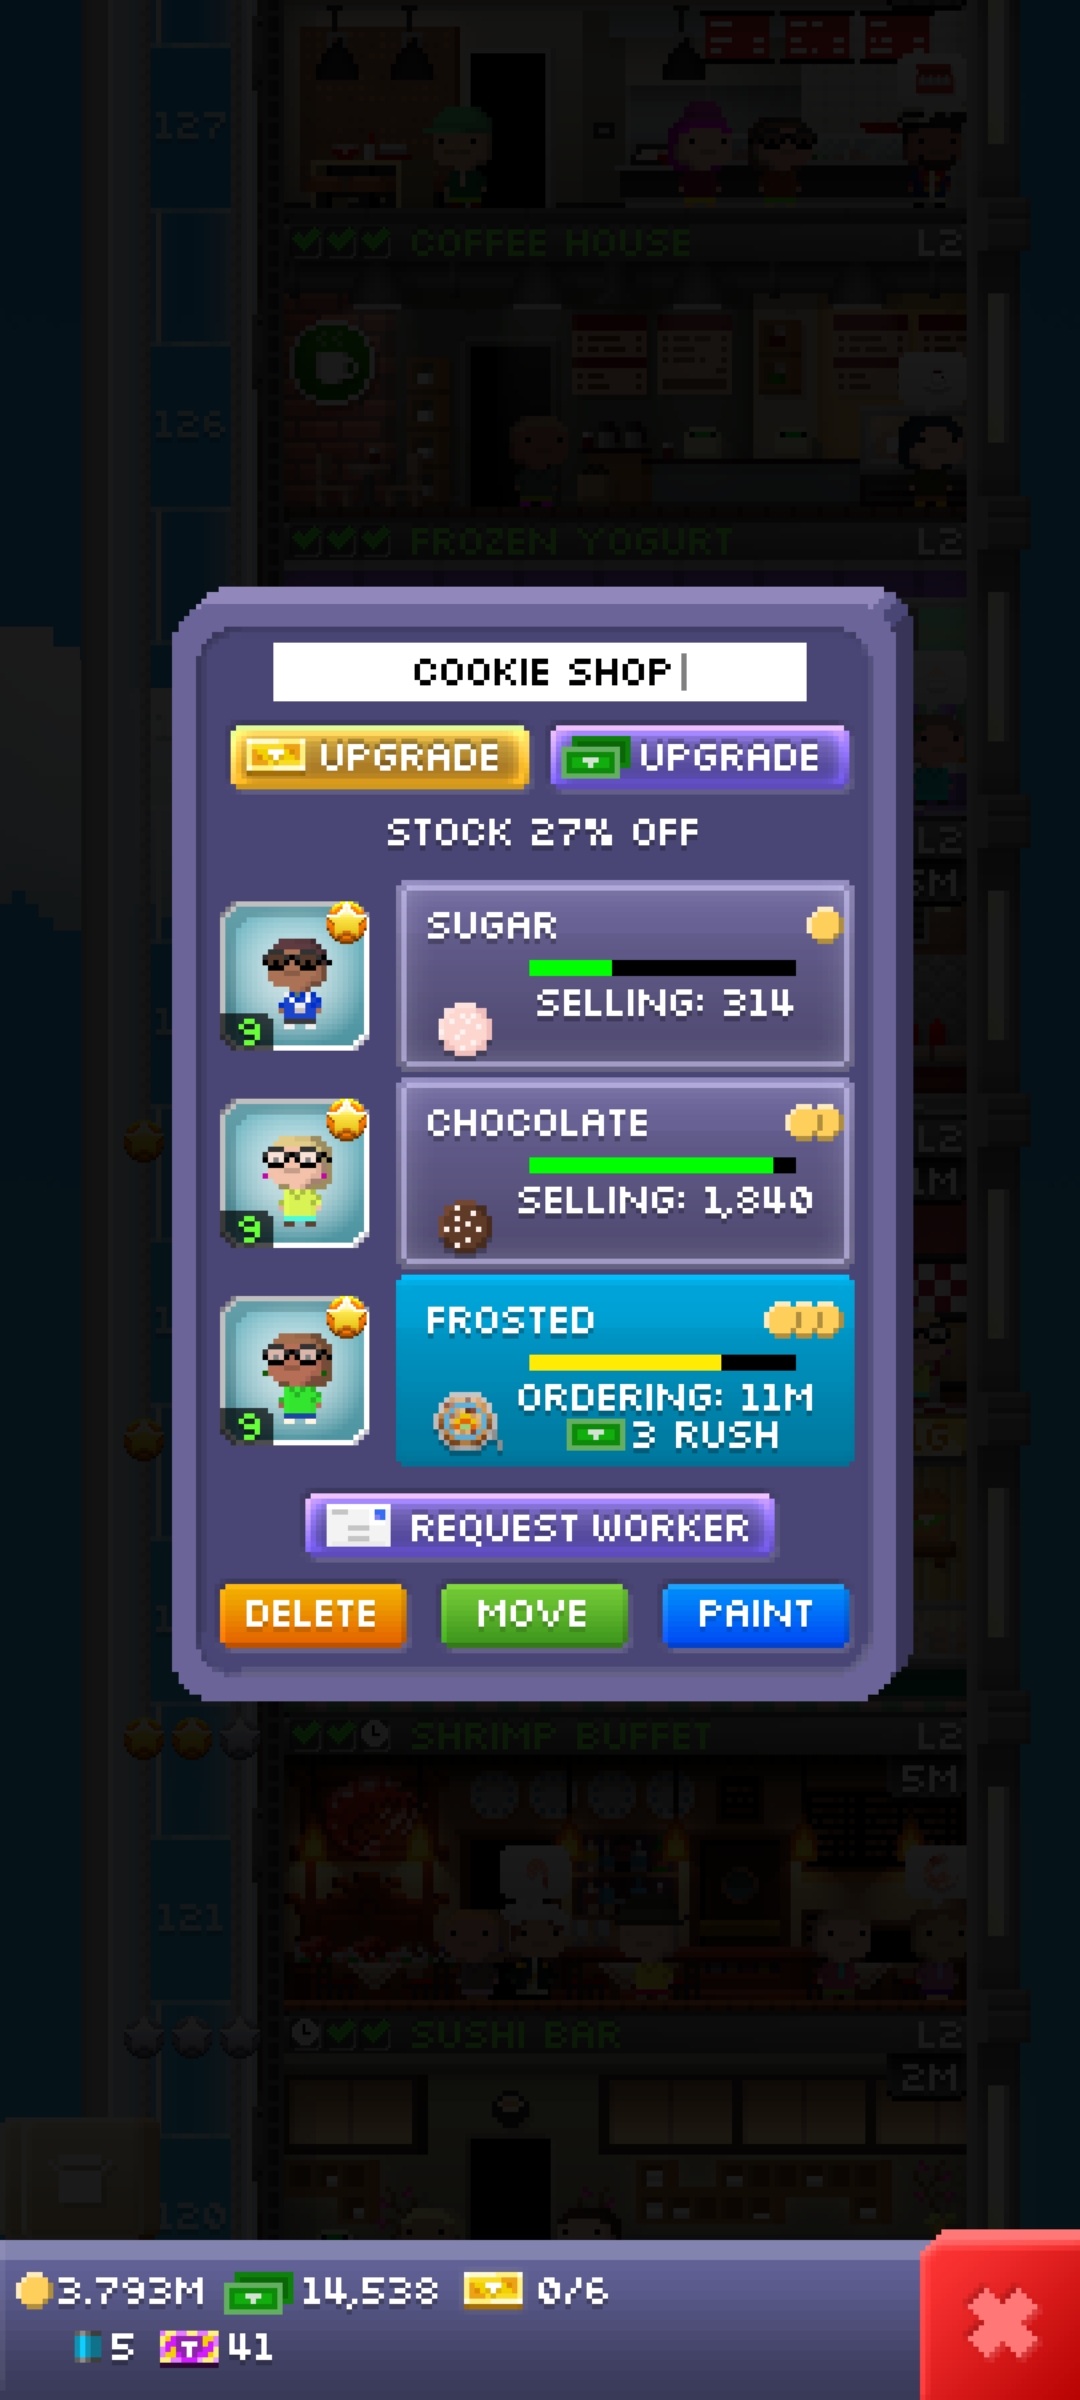 127
COFFEE HOUSE L2
126
FROZEN YOGURT L2
COOKIE SHOP
UPGRADE UPGRADE
STOCK 27% OFF
L2
SUGAR
SELLING: 314
9
CHOCOLATE
L2
SELLING: 1,840
9
FROSTED
ORDERING: 11M
3 RUSH
9
REQUEST WORKER
DELETE MOVE PAINT
SHRIMP BUFFET L2
5M
121
SUSHI BAR L2
2M
120
3.793M 14,538 0/6
5 41